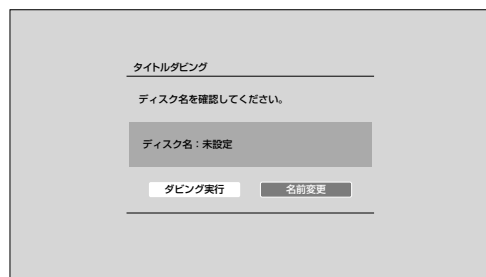 タイトルダビング
ディスク名を確認してください。
ディスク名：未設定
ダビング実行
名前変更